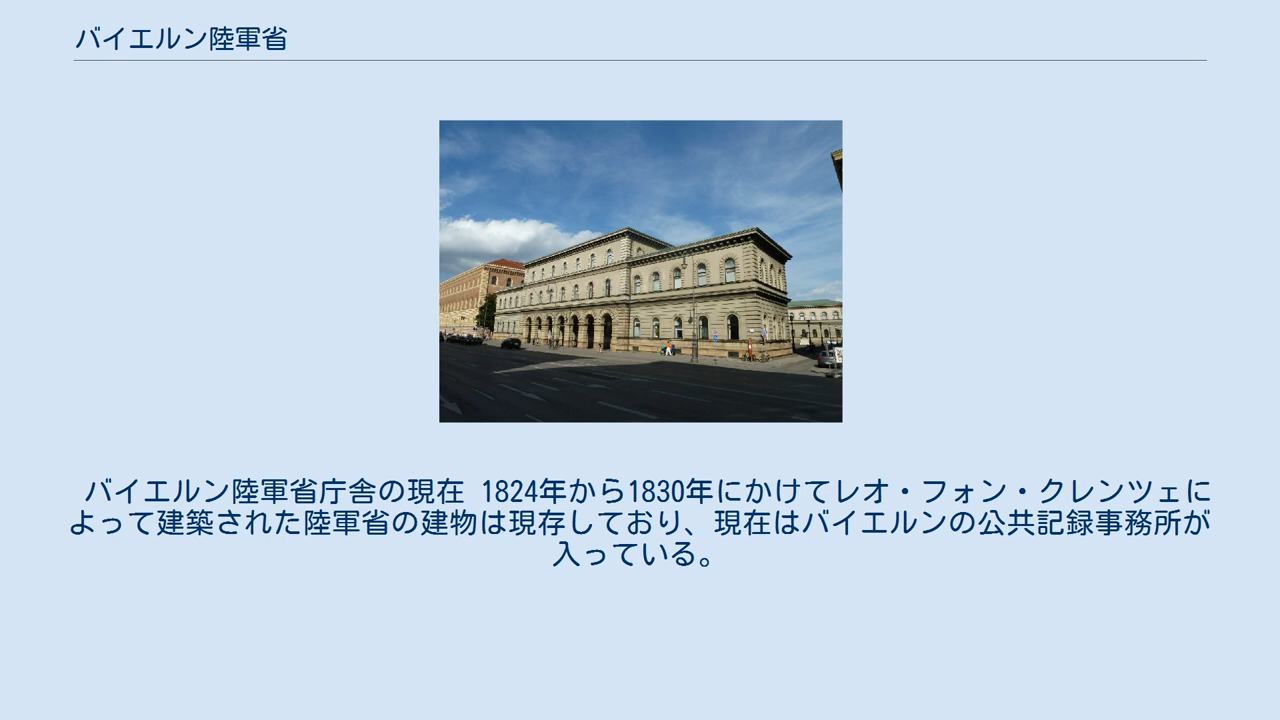 バイエルン陸軍省
バイエルン陸軍省庁舎の現在 1824年から1830年にかけてレオ・フォン・クレンツェに
よって建築された陸軍省の建物は現存しており、現在はバイエルンの公共記録事務所が
入っている。